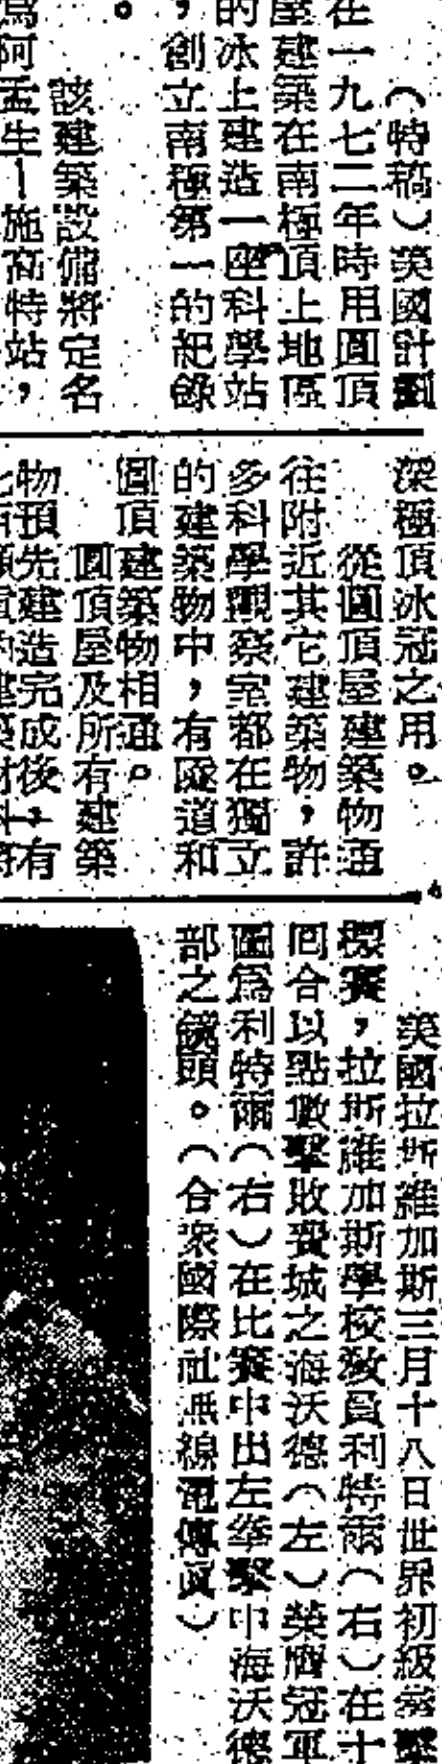 （特稿）美國計劃
在一九七二年時用圓頂
屋建築在南極頂上地區
的冰上建造一座科學站
，創立南極第一的紀錄
。
該建築設備將定名
為阿孟生－施高特站，
深極頂冰冠之用。
從圓頂屋建築物通
往附近其它建築物，許
多科學觀察室都在獨立
的建築物中，有隧道和
圓頂建築物相通。
圓頂屋及所有建築
物預先建造完成後，有
美國拉斯維加斯三月十八日世界初級拳擊
標賽，拉斯維加斯學校教員利特爾（右）在十
回合以點數擊敗費城之海沃德（左）榮膺冠軍
圖為利特爾（右）在比賽中出左拳擊中海沃德
部之鏡頭。（合衆國際社無線電傳真）